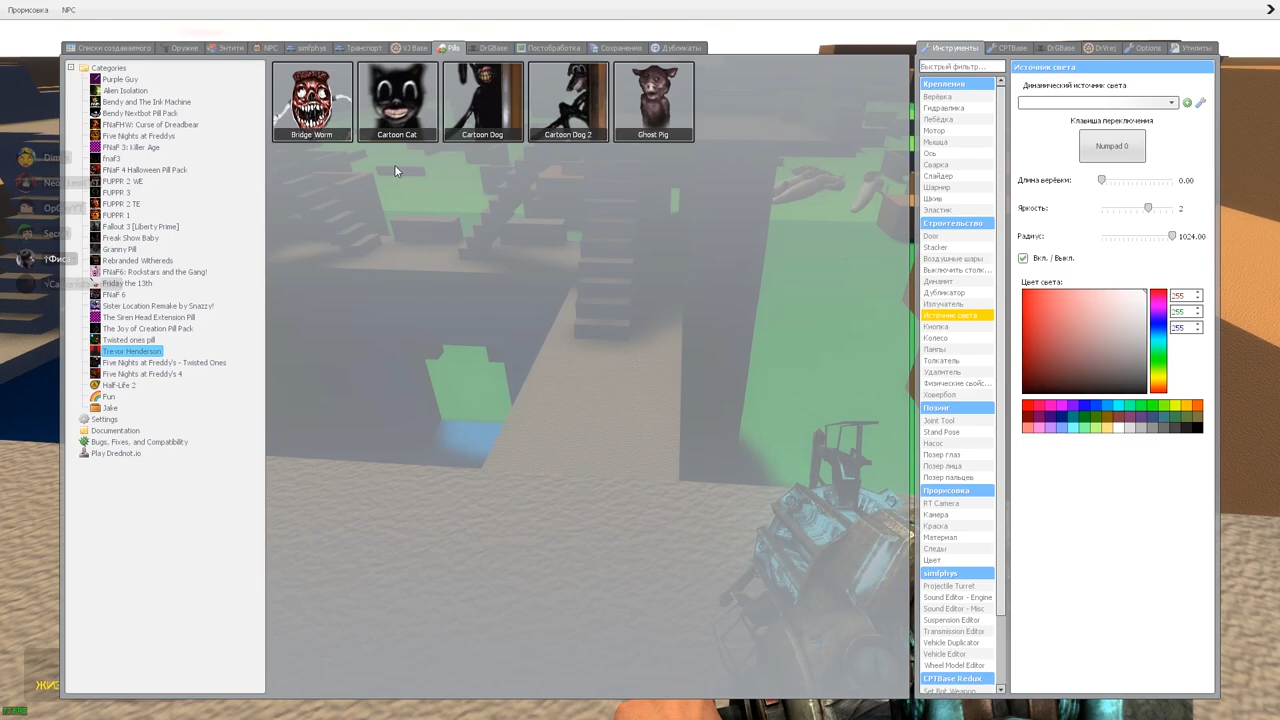 Прорисовка NPC
Списки создаваемого Оружие Энтити NPC simfphys Транспорт VJ Base Pills DrGBase Постобработка Сохранения Дубликаты
Categories
Purple Guy
Alien Isolation
Bendy and The Ink Machine
Bendy Nextbot Pill Pack
FNaFHW: Curse of Dreadbear
Five Nights at Freddys
FNAF 3: Killer Age
fnaf3
FNaF 4 Halloween Pill Pack
FUPPR 2 WE
FUPPR 3
FUPPR 2 TE
FUPPR 1
Fallout 3 [Liberty Prime]
Freak Show Baby
Granny Pill
Rebranded Withereds
FNaF6: Rockstars and the Gang!
Friday the 13th
FNaF 6
Sister Location Remake by Snazzy!
The Siren Head Extension Pill
The Joy of Creation Pill Pack
Twisted ones pill
Trevor Henderson
Five Nights at Freddy's - Twisted Ones
Five Nights at Freddy's 4
Half-Life 2
Fun
Jake
Settings
Documentation
Bugs, Fixes, and Compatibility
Play Drednot.io
Bridge Worm
Cartoon Cat
Cartoon Dog
Cartoon Dog 2
Ghost Pig
Инструменты CPTBase DrGBase DrVrej Options Утилиты
Быстрый фильтр...
Крепления
Верёвка
Гидравлика
Лебёдка
Мотор
Мышца
Ось
Сварка
Слайдер
Шарнир
Шкив
Эластик
Строительство
Door
Stacker
Воздушные шары
Выключить столк...
Динамит
Дубликатор
Излучатель
Источник света
Кнопка
Колесо
Лампы
Толкатель
Удалитель
Физические свойс...
Ховербол
Позинг
Joint Tool
Stand Pose
Насос
Позер глаз
Позер лица
Позер пальцев
Прорисовка
RT Camera
Камера
Краска
Материал
Следы
Цвет
simfphys
Projectile Turret
Sound Editor - Engine
Sound Editor - Misc
Suspension Editor
Transmission Editor
Vehicle Duplicator
Vehicle Editor
Wheel Model Editor
CPTBase Redux
Set Bot Weapon
Источник света
Динамический источник света
Клавиша переключения
Numpad 0
Длина верёвки: 0.00
Яркость: 2
Радиус: 1024.00
Вкл. / Выкл.
Цвет света:
255
255
255